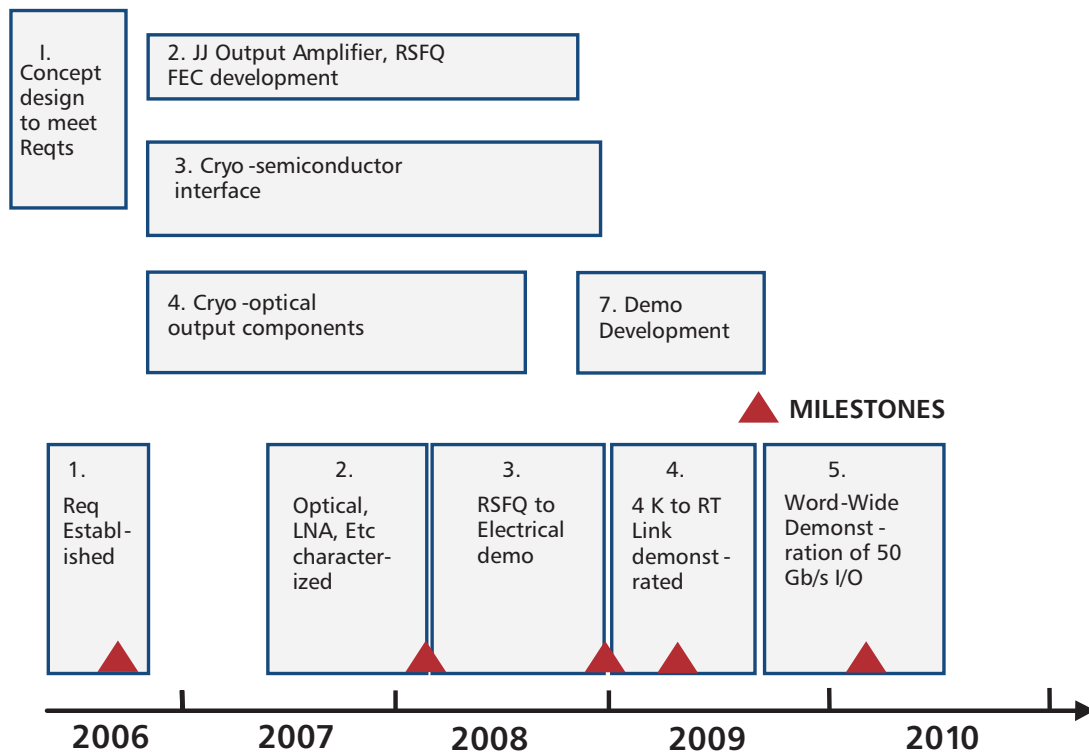 I.
Concept
design
to meet
Reqts
2. JJ Output Amplifier, RSFQ
FEC development
3. Cryo -semiconductor
interface
4. Cryo -optical
output components
7. Demo
Development
MILESTONES
1.
Req
Establ-
ished
2.
Optical,
LNA, Etc
character-
ized
3.
RSFQ to
Electrical
demo
4.
4 K to RT
Link
demonst -
rated
5.
Word-Wide
Demonst -
ration of 50
Gb/s I/O
2006
2007
2008
2009
2010